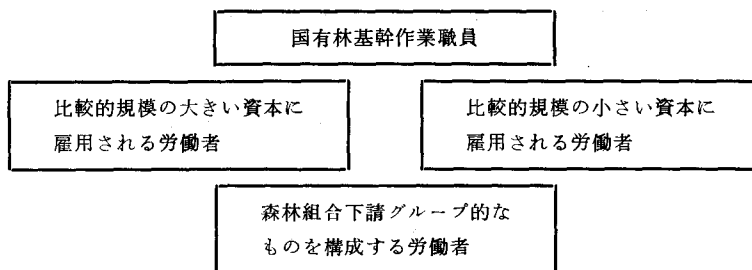 国有林基幹作業職員
比較的規模の大きい資本に
雇用される労働者
比較的規模の小さい資本に
雇用される労働者
森林組合下請グループ的な
ものを構成する労働者